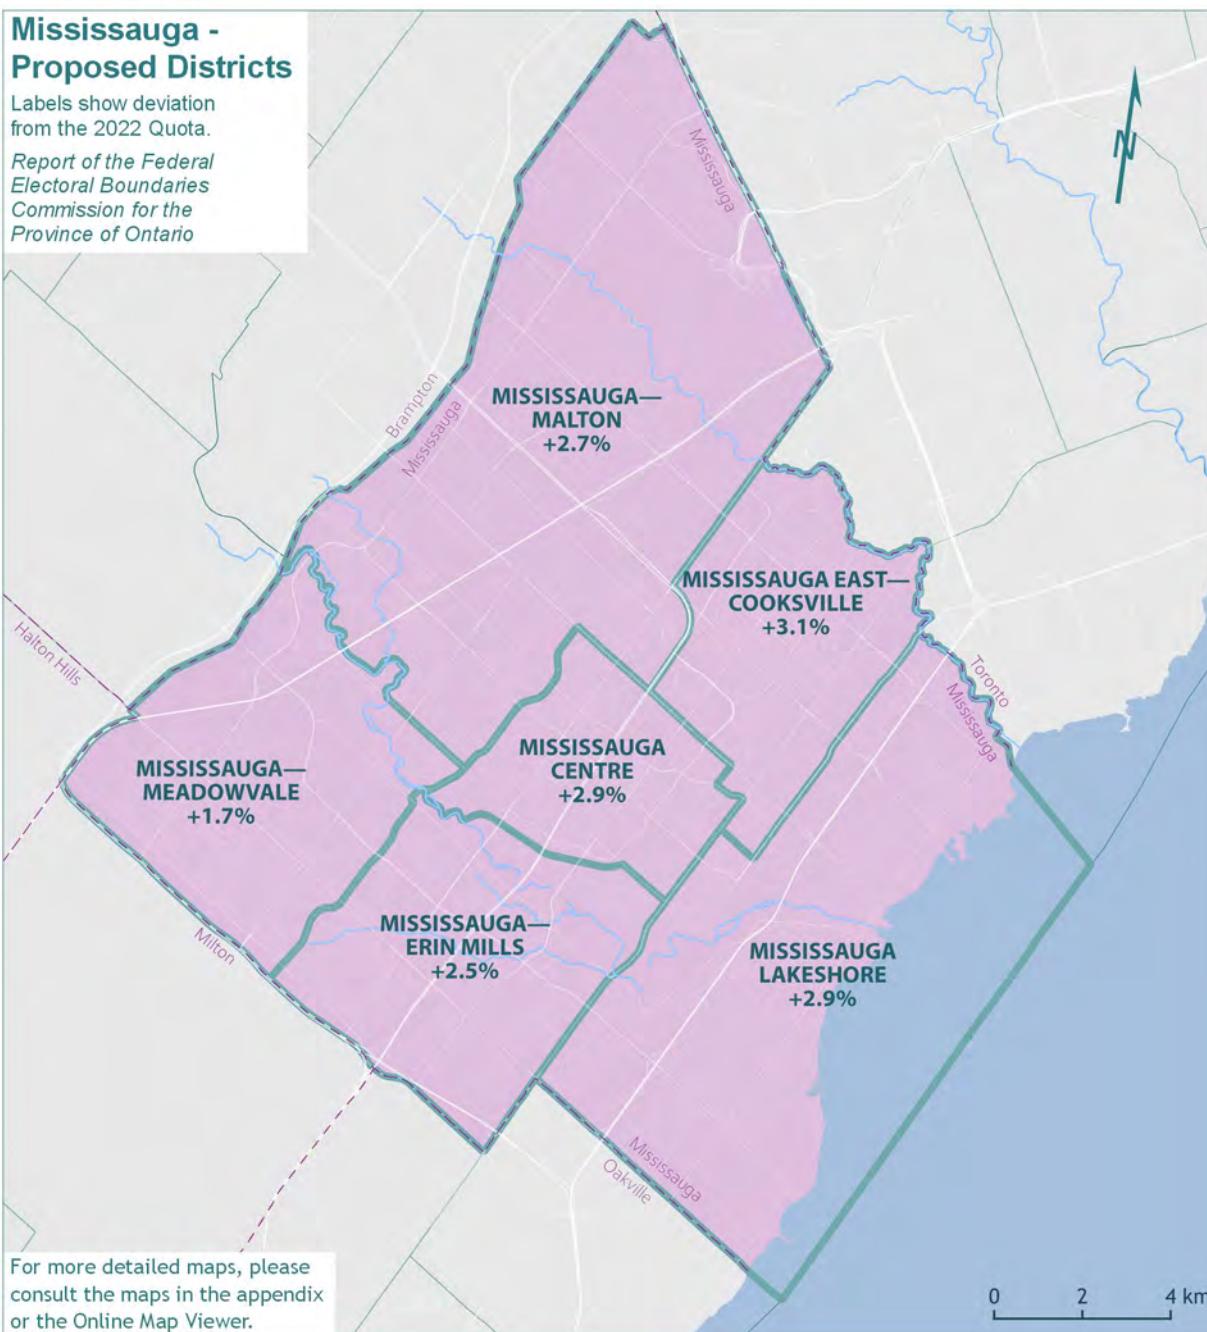 Mississauga -
Proposed Districts
Labels show deviation
from the 2022 Quota.
Report of the Federal
Electoral Boundaries
Commission for the
Province of Ontario
N
Mississauga
Brampton
Mississauga
MISSISSAUGA—
MALTON
+2.7%
MISSISSAUGA EAST—
COOKSVILLE
+3.1%
Halton Hills
Toronto
Mississauga
MISSISSAUGA
CENTRE
+2.9%
MISSISSAUGA—
MEADOWVALE
+1.7%
MISSISSAUGA—
ERIN MILLS
+2.5%
Milton
MISSISSAUGA
LAKESHORE
+2.9%
Mississauga
Oakville
For more detailed maps, please
consult the maps in the appendix
or the Online Map Viewer.
0 2 4 km